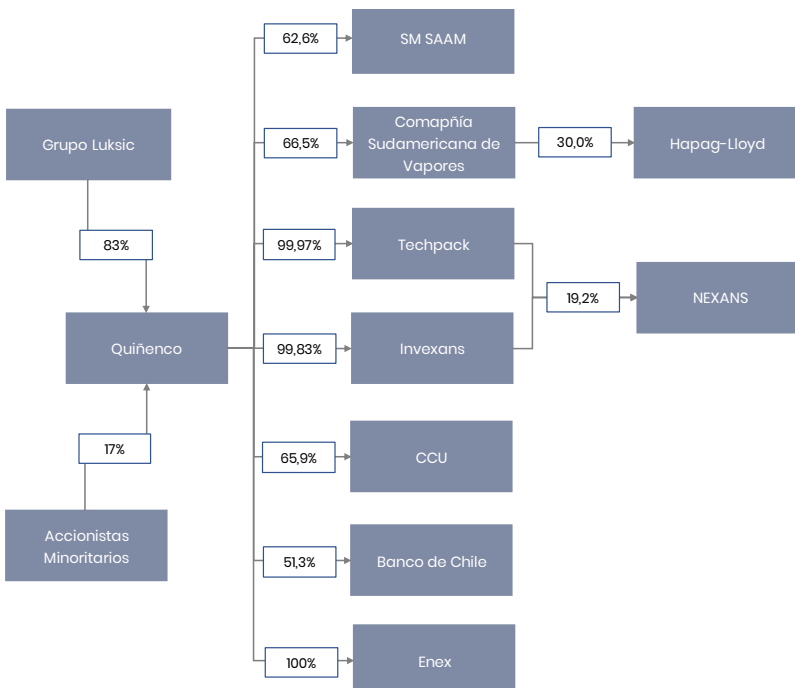 62,6%
SM SAAM
Grupo Luksic
66,5%
Comapñía
Sudamericana de
Vapores
30,0%
Hapag-Lloyd
83%
99,97%
Techpack
19,2%
NEXANS
Quiñenco
99,83%
Invexans
17%
65,9%
CCU
Accionistas
Minoritarios
51,3%
Banco de Chile
100%
Enex